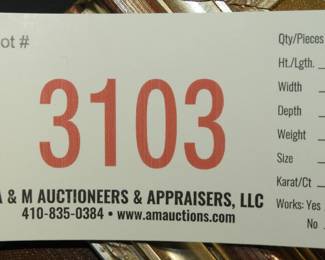 ot #
3103
A & M AUCTIONEERS & APPRAISERS, LLC
410-835-0384 • www.amauctions.com
Qty/Pieces
Ht./Lgth.
Width
Depth
Weight
Size
Karat/Ct
Works: Yes
No